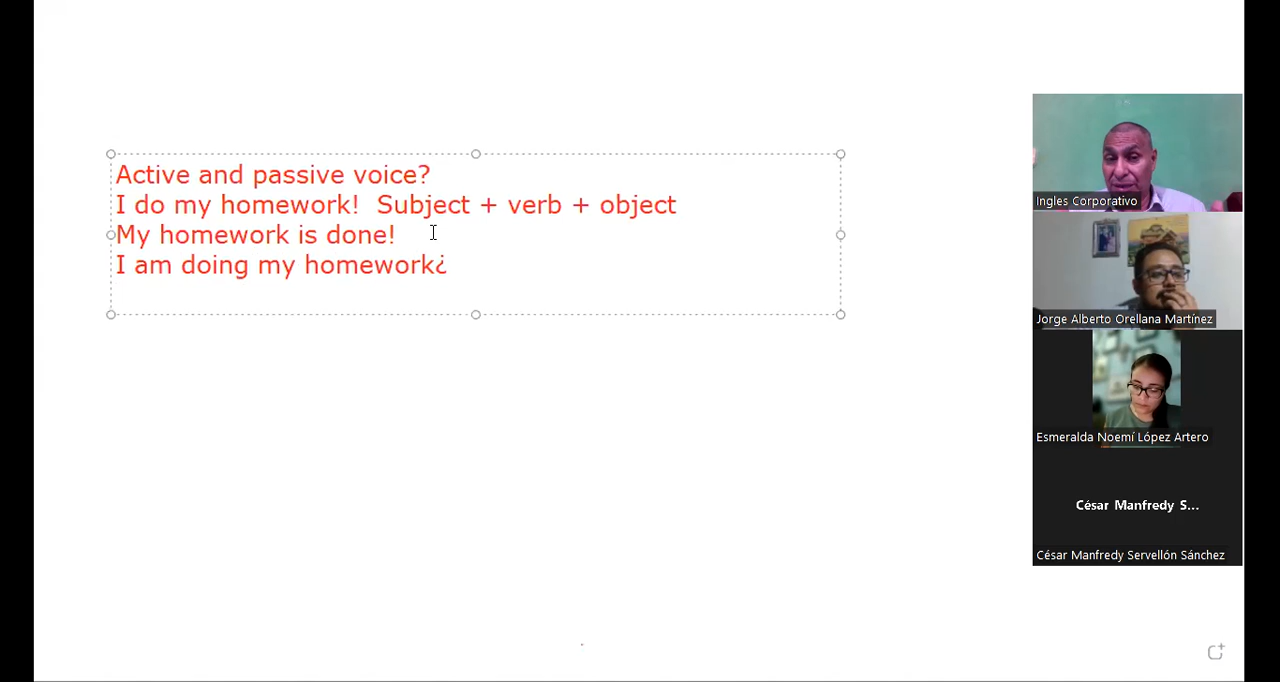 Active and passive voice?
I do my homework!  Subject + verb + object
My homework is done!
I am doing my homework¿
Ingles Corporativo
Jorge Alberto Orellana Martínez
Esmeralda Noemí López Artero
César Manfredy S...
César Manfredy Servellón Sánchez